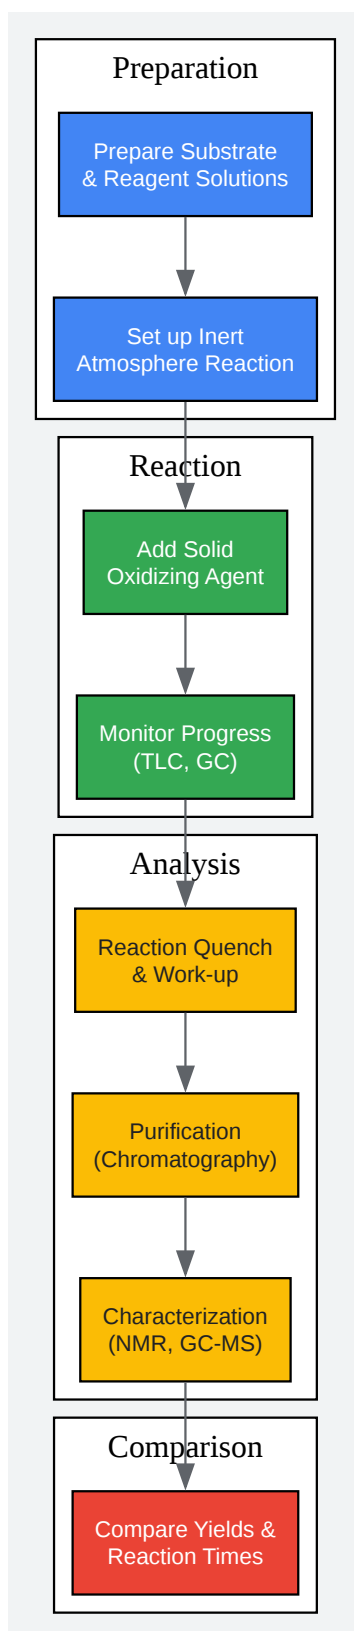 Preparation
Prepare Substrate
& Reagent Solutions
Set up Inert
Atmosphere Reaction
Reaction
Add Solid
Oxidizing Agent
Monitor Progress
(TLC, GC)
Analysis
Reaction Quench
& Work-up
Purification
(Chromatography)
Characterization
(NMR, GC-MS)
Comparison
Compare Yields &
Reaction Times